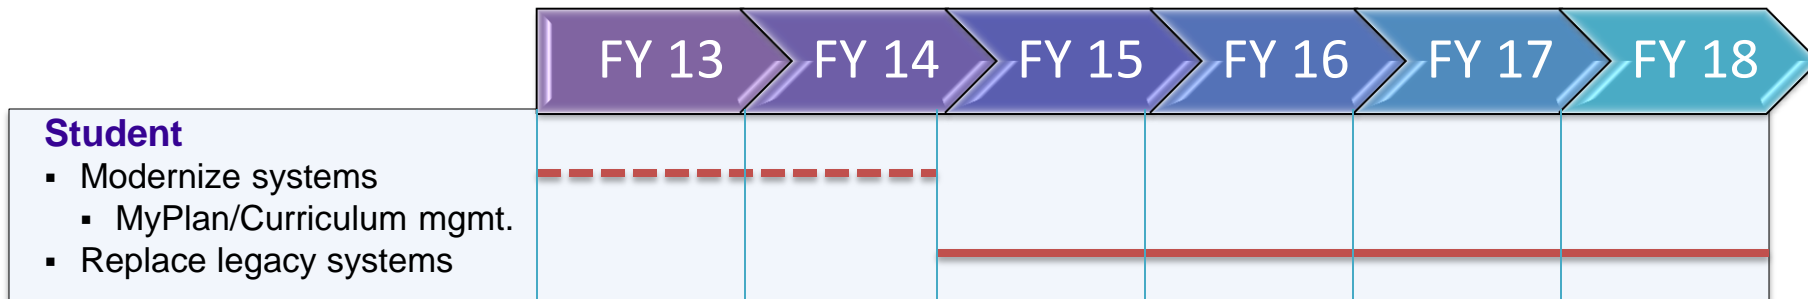 FY 13 FY 14 FY 15 FY 16 FY 17 FY 18
Student
▪ Modernize systems
▪ MyPlan/Curriculum mgmt.
▪ Replace legacy systems